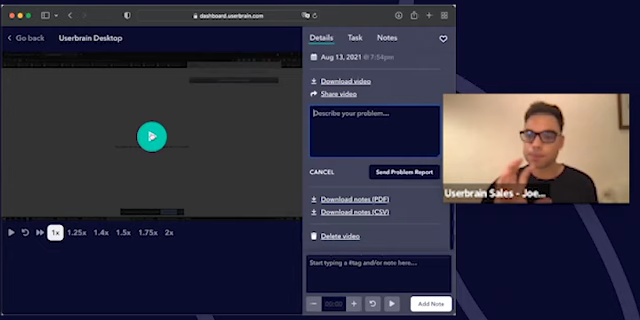 dashboard.userbrain.com
Go back
Userbrain Desktop
Details
Task
Notes
Aug 13, 2021 @ 7:54pm
Download video
Share video
Describe your problem...
CANCEL
Send Problem Report
Userbrain Sales - Joe...
Download notes (PDF)
Download notes (CSV)
1x 1.25x 1.4x 1.5x 1.75x 2x
Delete video
Start typing a #tag and/or note here...
00:00
Add Note